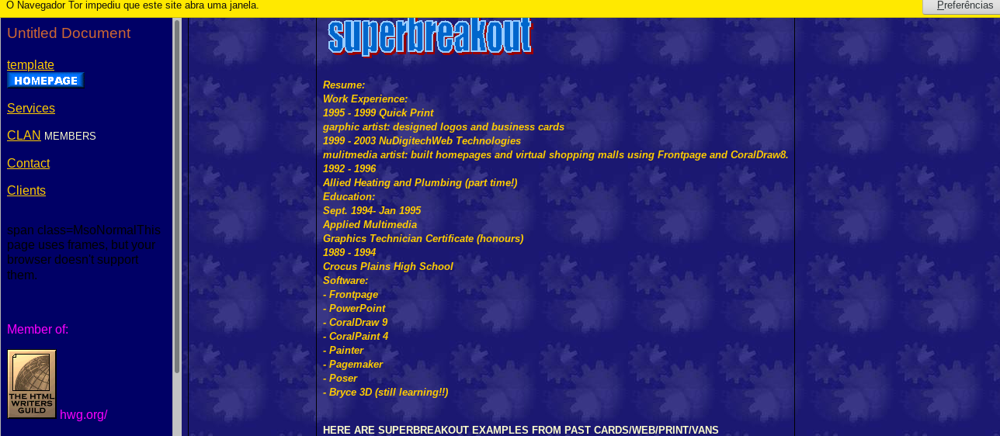 O Navegador Tor impediu que este site abra uma janela.
Preferências
Untitled Document
template
HOMEPAGE
Services
CLAN MEMBERS
Contact
Clients
span class=MsoNormalThis
page uses frames, but your
browser doesn't support
them.
Member of:
THE HTML
WRITERS
GUILD
hwg.org/
superbreakout
Resume:
Work Experience:
1995 - 1999 Quick Print
garphic artist: designed logos and business cards
1999 - 2003 NuDigitechWeb Technologies
mulitmedia artist: built homepages and virtual shopping malls using Frontpage and CoralDraw8.
1992 - 1996
Allied Heating and Plumbing (part time!)
Education:
Sept. 1994- Jan 1995
Applied Multimedia
Graphics Technician Certificate (honours)
1989 - 1994
Crocus Plains High School
Software:
- Frontpage
- PowerPoint
- CoralDraw 9
- CoralPaint 4
- Painter
- Pagemaker
- Poser
- Bryce 3D (still learning!!)
HERE ARE SUPERBREAKOUT EXAMPLES FROM PAST CARDS/WEB/PRINT/VANS